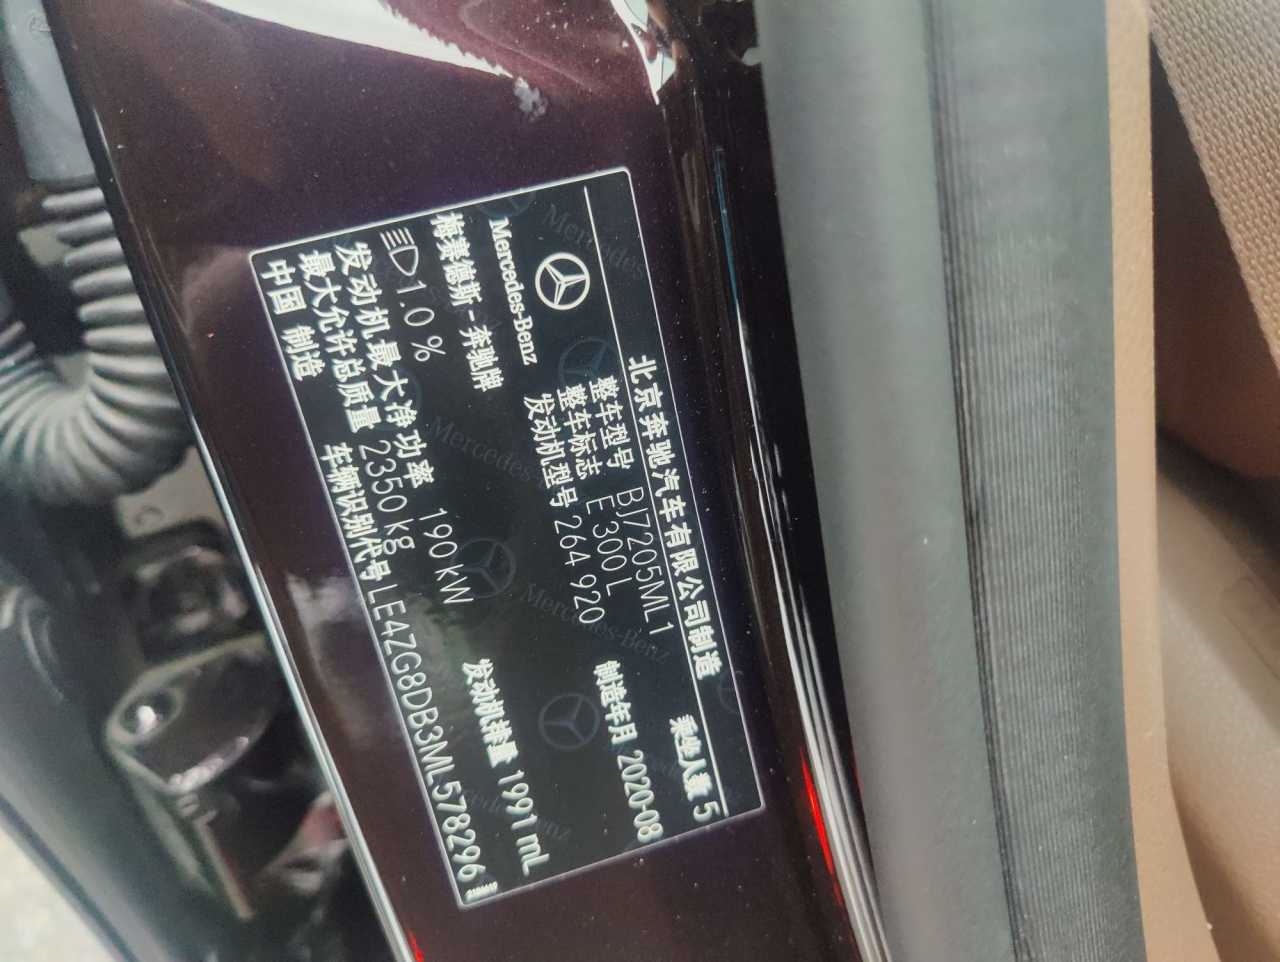 北京奔驰汽车有限公司制造
乘坐人数 5
整车型号 BJ7205ML1
整车标志 E 300 L
制造年月 2020-08
发动机型号 264 920
Mercedes-Benz
梅赛德斯-奔驰牌
1.0 %
发动机最大净功率 190 kW
发动机排量 1991 mL
最大允许总质量 2350 kg
中国 制造
车辆识别代号 LE4ZG8DB3ML578296